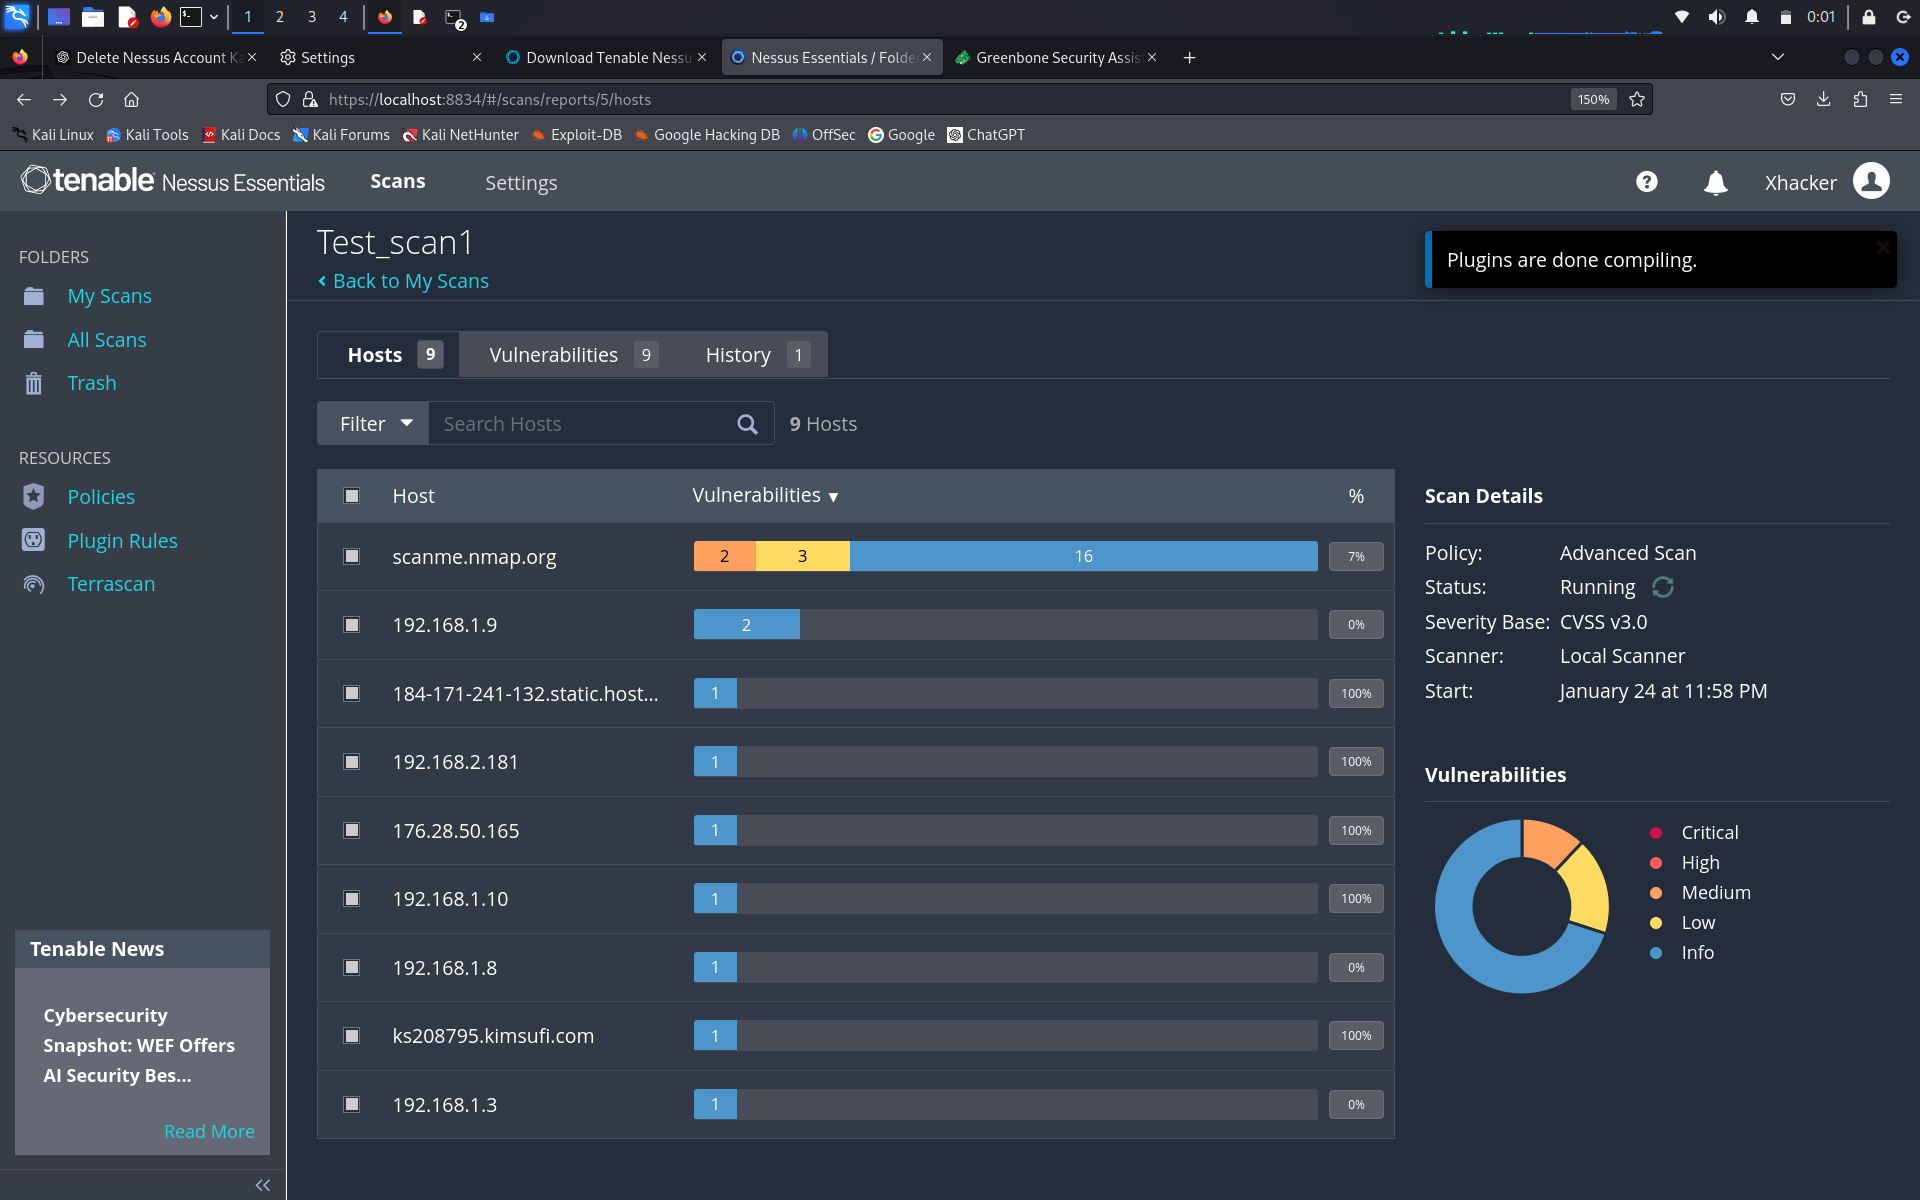 1 2 3 4 2 0:01
Delete Nessus Account Ka Settings Download Tenable Nessu Nessus Essentials / Folde Greenbone Security Assis
https://localhost:8834/#/scans/reports/5/hosts 150%
Kali Linux Kali Tools Kali Docs Kali Forums Kali NetHunter Exploit-DB Google Hacking DB OffSec Google ChatGPT
tenable Nessus Essentials Scans Settings Xhacker
FOLDERS
My Scans
All Scans
Trash
RESOURCES
Policies
Plugin Rules
Terrascan
Tenable News
Cybersecurity
Snapshot: WEF Offers
AI Security Bes...
Read More
Test_scan1
Back to My Scans
Plugins are done compiling.
Hosts 9 Vulnerabilities 9 History 1
Filter Search Hosts 9 Hosts
Host Vulnerabilities %
scanme.nmap.org 2 3 16 7%
192.168.1.9 2 0%
184-171-241-132.static.host... 1 100%
192.168.2.181 1 100%
176.28.50.165 1 100%
192.168.1.10 1 100%
192.168.1.8 1 0%
ks208795.kimsufi.com 1 100%
192.168.1.3 1 0%
Scan Details
Policy: Advanced Scan
Status: Running
Severity Base: CVSS v3.0
Scanner: Local Scanner
Start: January 24 at 11:58 PM
Vulnerabilities
Critical
High
Medium
Low
Info